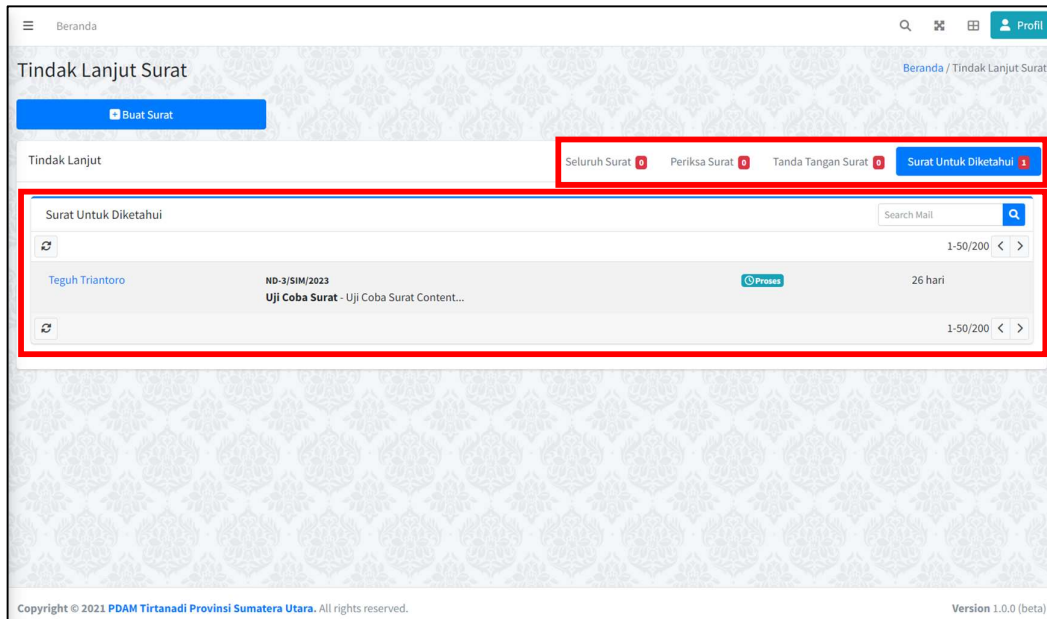 Beranda
Profil
Tindak Lanjut Surat
Beranda / Tindak Lanjut Surat
Buat Surat
Tindak Lanjut
Seluruh Surat 0 Periksa Surat 0 Tanda Tangan Surat 0 Surat Untuk Diketahui 1
Surat Untuk Diketahui
Search Mail
1-50/200
Teguh Triantoro
ND-3/SIM/2023
Uji Coba Surat - Uji Coba Surat Content...
Proses
26 hari
1-50/200
Copyright © 2021 PDAM Tirtanadi Provinsi Sumatera Utara. All rights reserved.
Version 1.0.0 (beta)